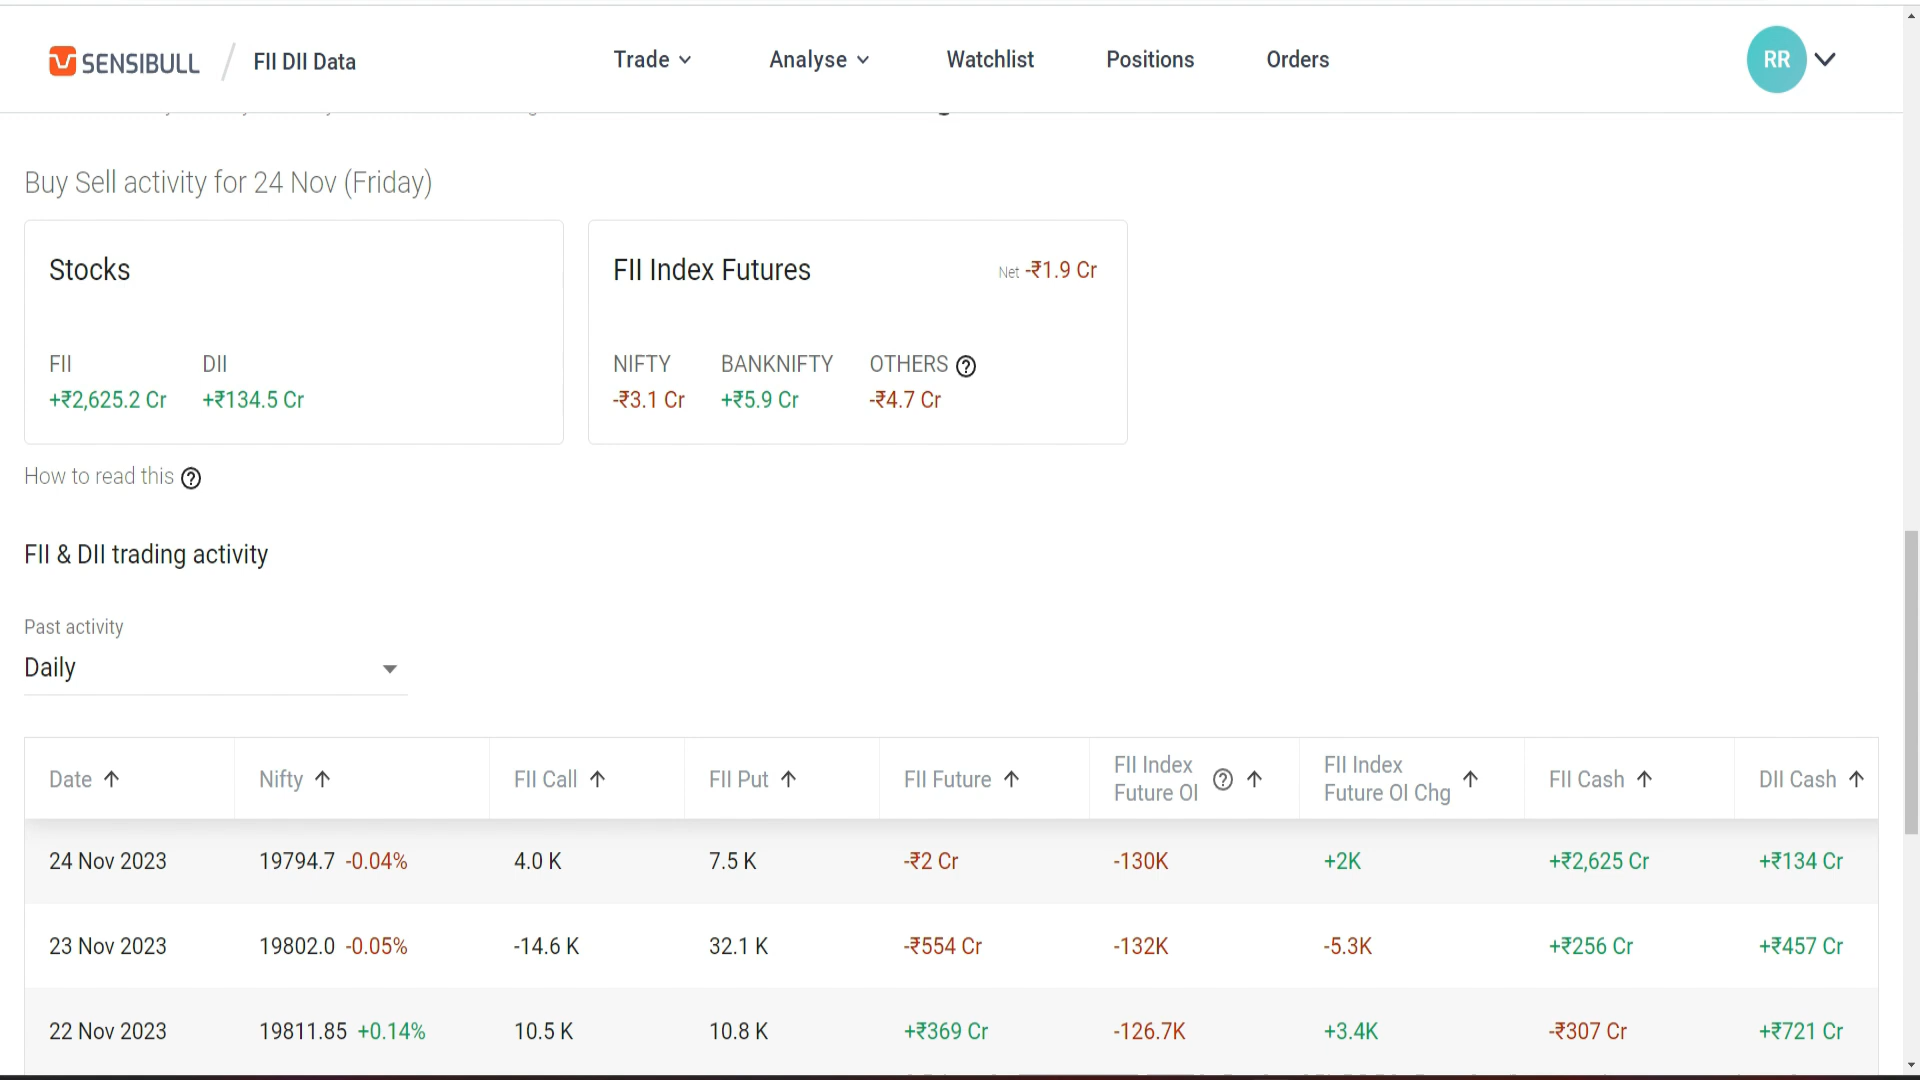 SENSIBULL / FII DII Data Trade Analyse Watchlist Positions Orders RR
Buy Sell activity for 24 Nov (Friday)
Stocks
FII DII
+₹2,625.2 Cr +₹134.5 Cr
FII Index Futures Net -₹1.9 Cr
NIFTY BANKNIFTY OTHERS ?
-₹3.1 Cr +₹5.9 Cr -₹4.7 Cr
How to read this ?
FII & DII trading activity
Past activity
Daily
Date ↑ Nifty ↑ FII Call ↑ FII Put ↑ FII Future ↑ FII Index Future OI ? ↑ FII Index Future OI Chg ↑ FII Cash ↑ DII Cash ↑
24 Nov 2023 19794.7 -0.04% 4.0 K 7.5 K -₹2 Cr -130K +2K +₹2,625 Cr +₹134 Cr
23 Nov 2023 19802.0 -0.05% -14.6 K 32.1 K -₹554 Cr -132K -5.3K +₹256 Cr +₹457 Cr
22 Nov 2023 19811.85 +0.14% 10.5 K 10.8 K +₹369 Cr -126.7K +3.4K -₹307 Cr +₹721 Cr